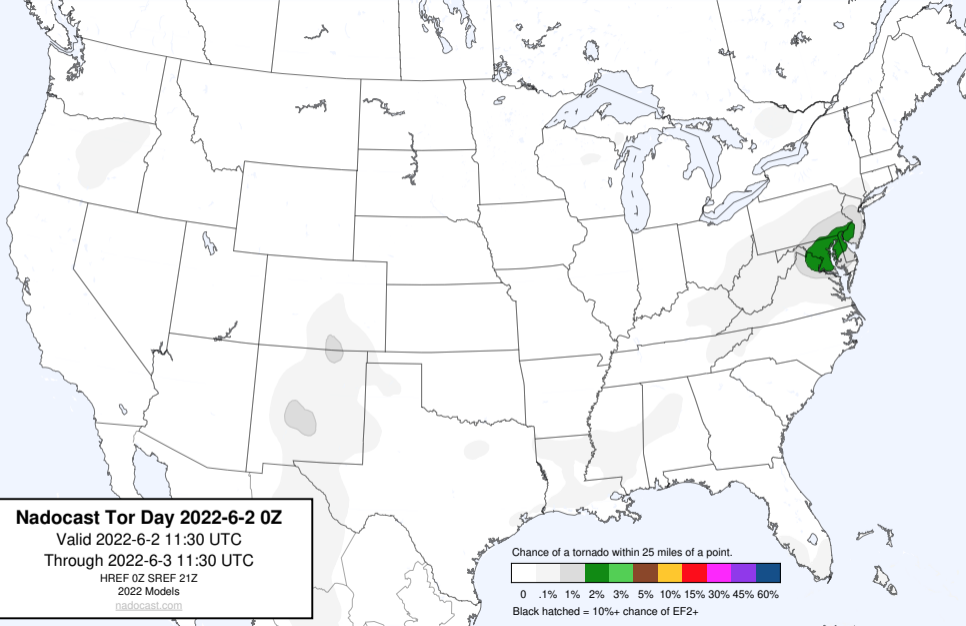 Nadocast Tor Day 2022-6-2 0Z
Valid 2022-6-2 11:30 UTC
Through 2022-6-3 11:30 UTC
HREF 0Z SREF 21Z
2022 Models
nadocast.com
Chance of a tornado within 25 miles of a point.
0 .1% 1% 2% 3% 5% 10% 15% 30% 45% 60%
Black hatched = 10%+ chance of EF2+